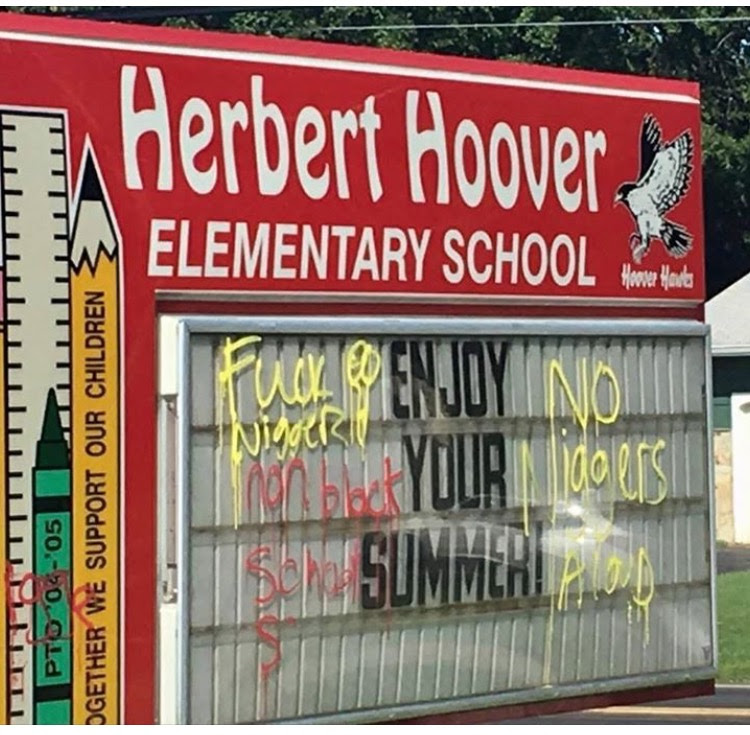 Herbert Hoover
ELEMENTARY SCHOOL
Hoover Hawks
Fuck
Nigger!!
ENJOY
YOUR
SUMMER!
NO
Niggers
Aloud
non black
School
S
OGETHER WE SUPPORT OUR CHILDREN
PTO '04-'05